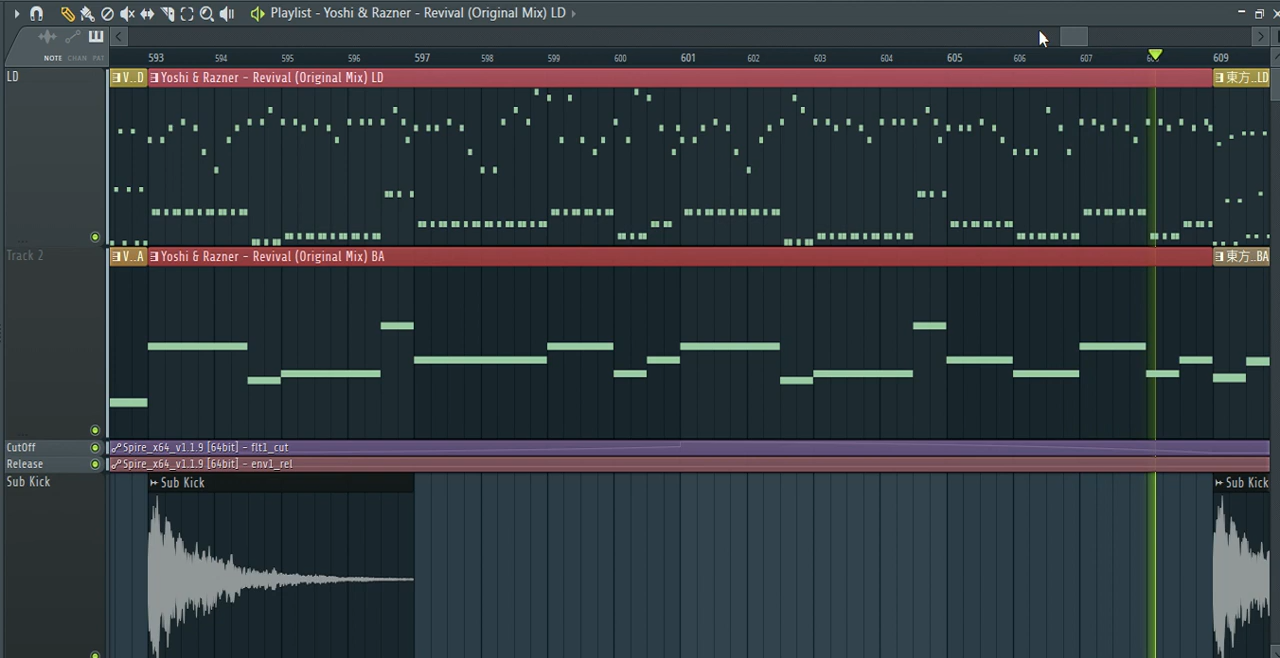 Playlist - Yoshi & Razner - Revival (Original Mix) LD
NOTE CHAN PAT
593 594 595 596 597 598 599 600 601 602 603 604 605 606 607 609
LD
V..D Yoshi & Razner - Revival (Original Mix) LD 東方..LD
Track 2
V..A Yoshi & Razner - Revival (Original Mix) BA 東方..BA
CutOff Spire_x64_v1.1.9 [64bit] - flt1_cut
Release Spire_x64_v1.1.9 [64bit] - env1_rel
Sub Kick Sub Kick Sub Kick